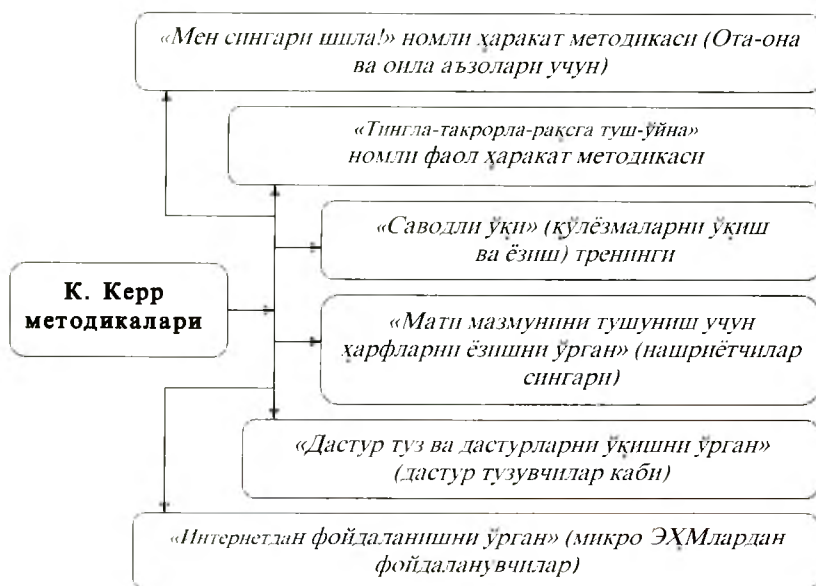 «Мен сингари ишла!» номли ҳаракат методикаси (Ота-она
ва оила аъзолари учун)
«Тингла-такрорла-рақсга туш-ўйна»
номли фаол ҳаракат методикаси
«Саводли ўқи» (қўлёзмаларни ўқиш
ва ёзиш) тренинги
К. Керр
методикалари
«Матн мазмунини тушуниш учун
ҳарфларни ёзишни ўрган» (нашриётчилар
сингари)
«Дастур туз ва дастурларни ўқишни ўрган»
(дастур тузувчилар каби)
«Интернетдан фойдаланишни ўрган» (микро ЭҲМлардан
фойдаланувчилар)